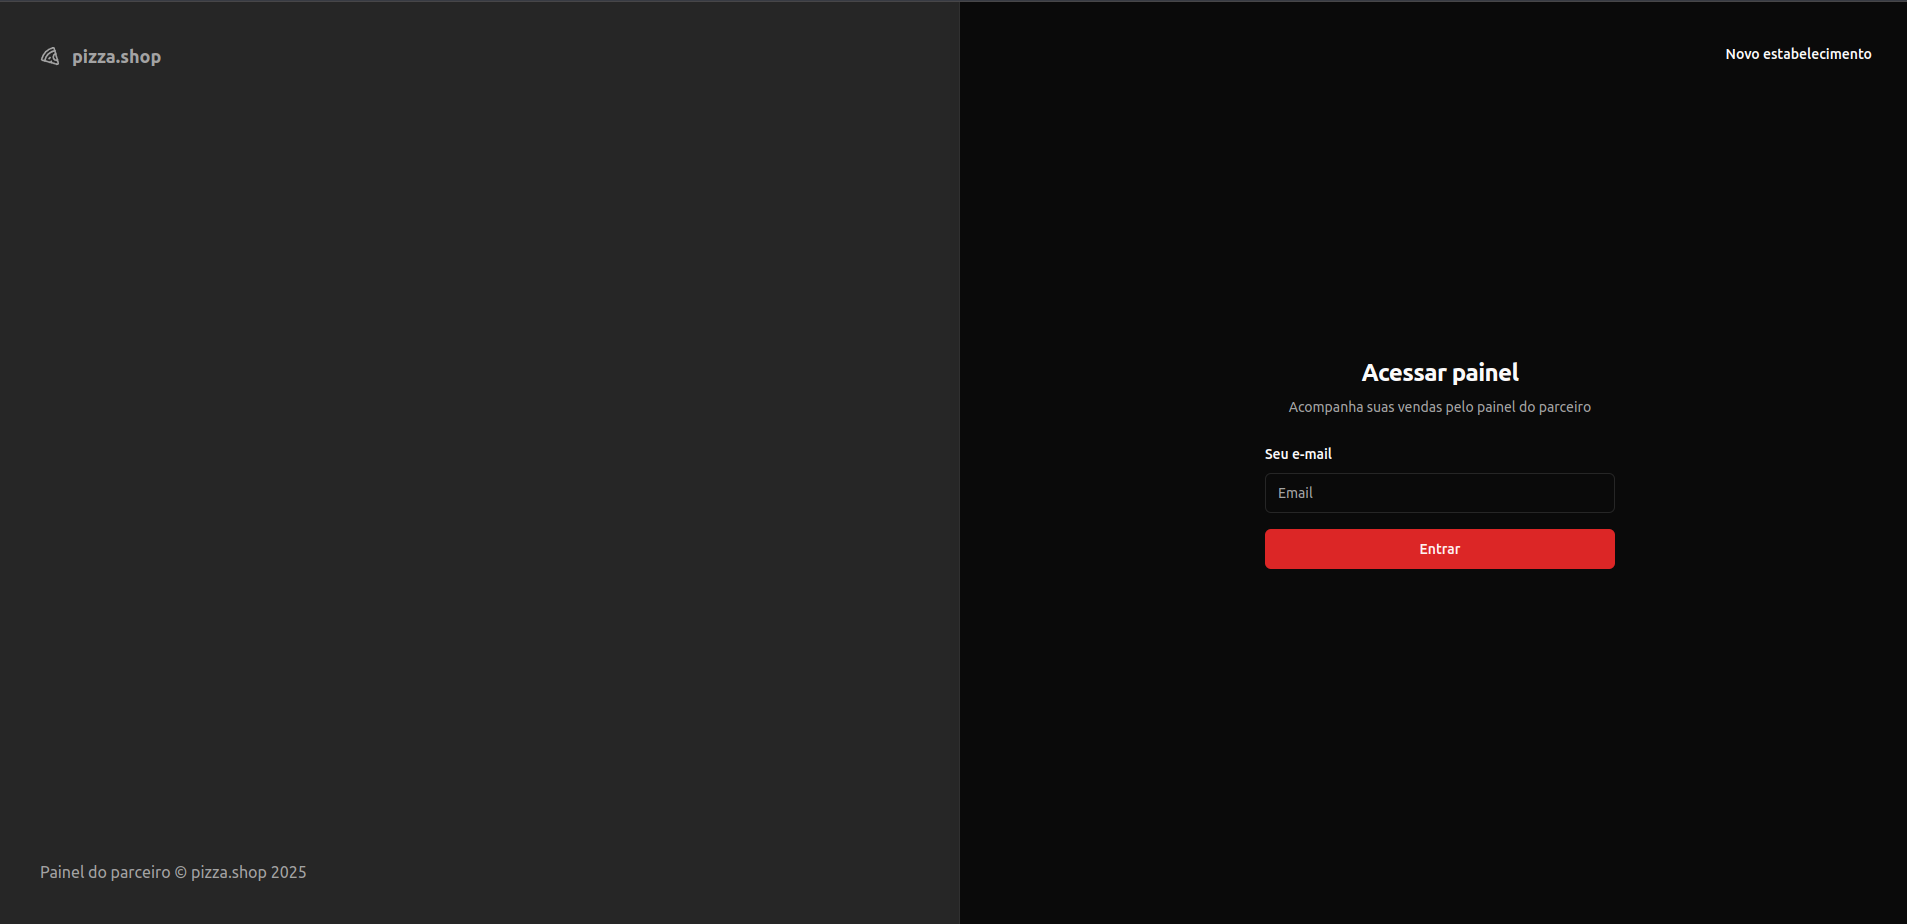 pizza.shop
Novo estabelecimento
Acessar painel
Acompanha suas vendas pelo painel do parceiro
Seu e-mail
Email
Entrar
Painel do parceiro © pizza.shop 2025